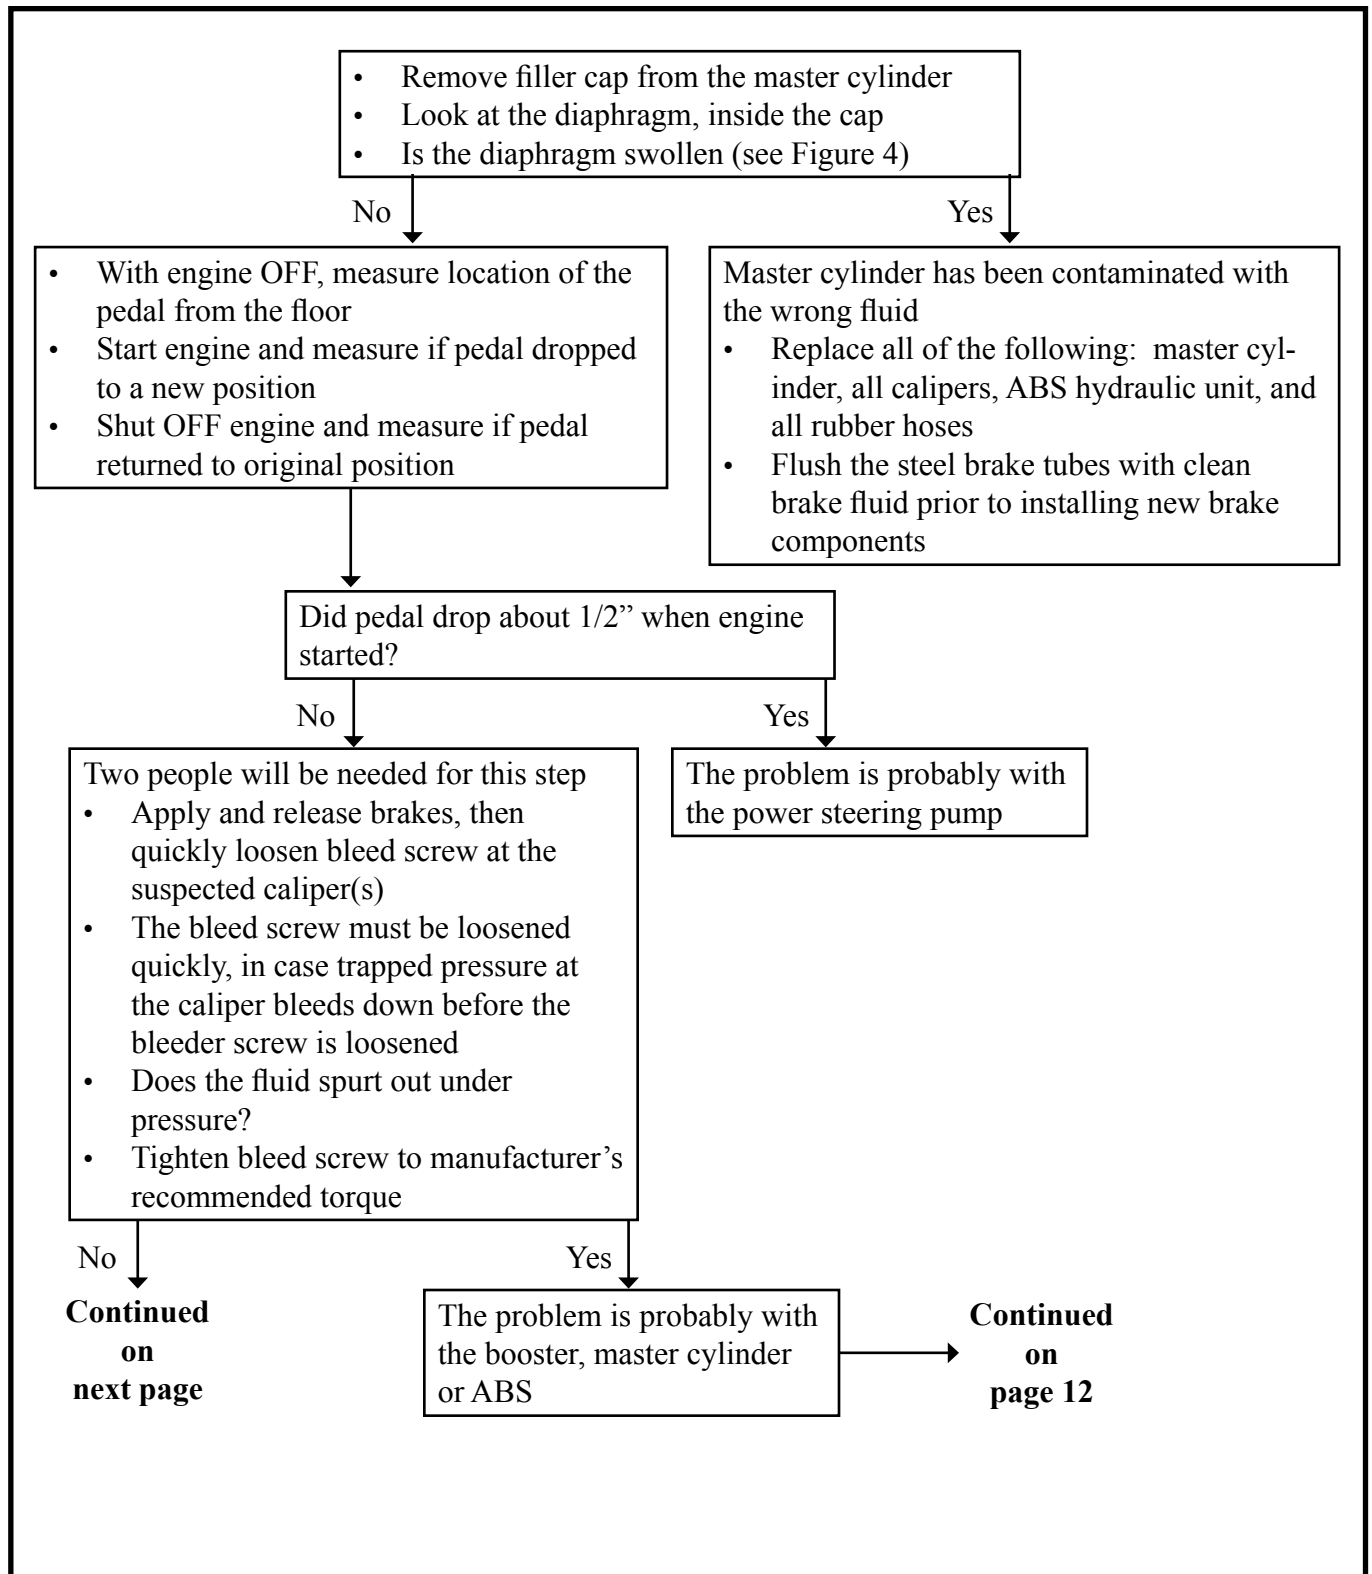 • Remove filler cap from the master cylinder
• Look at the diaphragm, inside the cap
• Is the diaphragm swollen (see Figure 4)
No
Yes
• With engine OFF, measure location of the
pedal from the floor
• Start engine and measure if pedal dropped
to a new position
• Shut OFF engine and measure if pedal
returned to original position
Master cylinder has been contaminated with
the wrong fluid
• Replace all of the following:  master cyl-
inder, all calipers, ABS hydraulic unit, and
all rubber hoses
• Flush the steel brake tubes with clean
brake fluid prior to installing new brake
components
Did pedal drop about 1/2” when engine
started?
No
Yes
Two people will be needed for this step
• Apply and release brakes, then
quickly loosen bleed screw at the
suspected caliper(s)
• The bleed screw must be loosened
quickly, in case trapped pressure at
the caliper bleeds down before the
bleeder screw is loosened
• Does the fluid spurt out under
pressure?
• Tighten bleed screw to manufacturer’s
recommended torque
The problem is probably with
the power steering pump
No
Yes
Continued
on
next page
The problem is probably with
the booster, master cylinder
or ABS
Continued
on
page 12